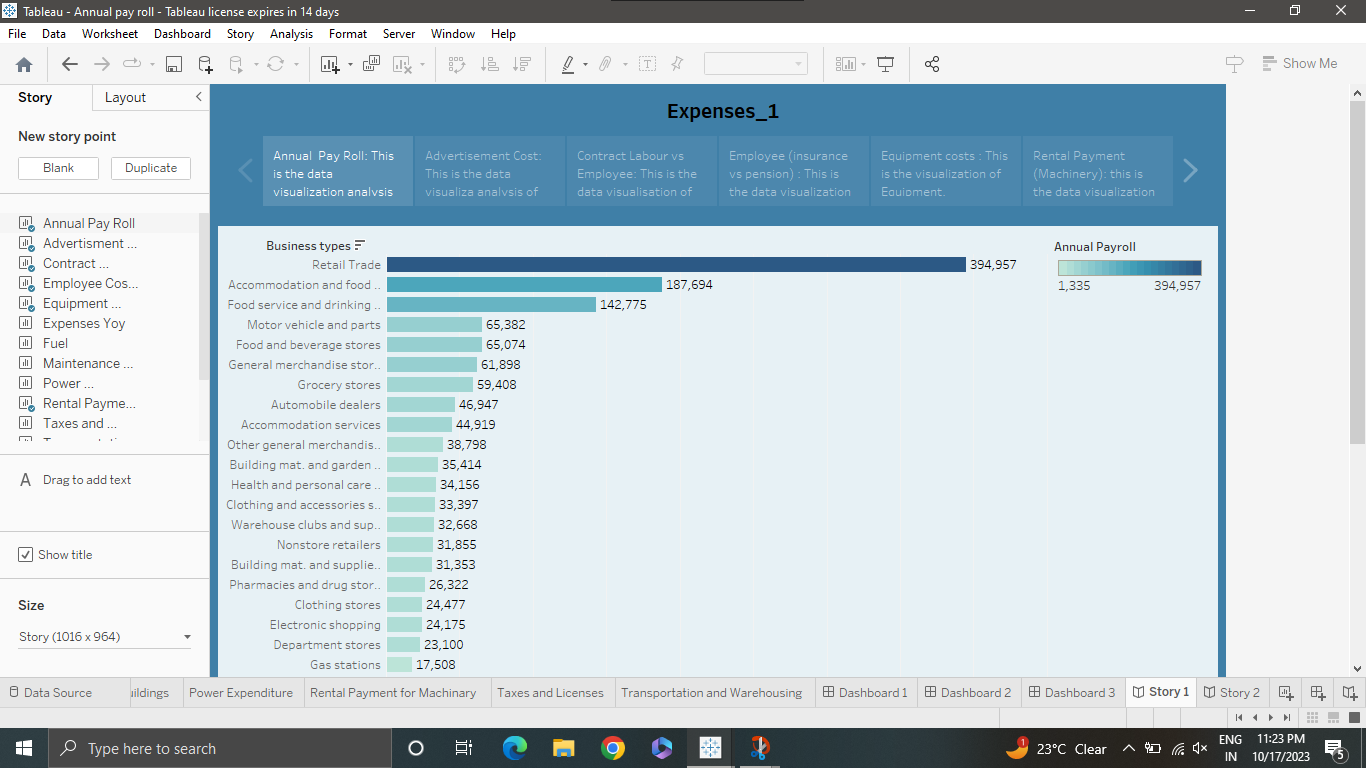 Tableau - Annual pay roll - Tableau license expires in 14 days
File Data Worksheet Dashboard Story Analysis Format Server Window Help
Show Me
Story Layout
New story point
Blank Duplicate
Annual Pay Roll
Advertisment ...
Contract ...
Employee Cos...
Equipment ...
Expenses Yoy
Fuel
Maintenance ...
Power ...
Rental Payme...
Taxes and ...
A Drag to add text
Show title
Size
Story (1016 x 964)
Expenses_1
Annual Pay Roll: This
is the data
visualization analysis
Advertisement Cost:
This is the data
visualiza analysis of
Contract Labour vs
Employee: This is the
data visualisation of
Employee (insurance
vs pension) : This is
the data visualization
Equipment costs : This
is the visualization of
Equipment.
Rental Payment
(Machinery): this is
the data visualization
Business types
Retail Trade 394,957
Accommodation and food .. 187,694
Food service and drinking .. 142,775
Motor vehicle and parts 65,382
Food and beverage stores 65,074
General merchandise stor.. 61,898
Grocery stores 59,408
Automobile dealers 46,947
Accommodation services 44,919
Other general merchandis.. 38,798
Building mat. and garden .. 35,414
Health and personal care .. 34,156
Clothing and accessories s.. 33,397
Warehouse clubs and sup.. 32,668
Nonstore retailers 31,855
Building mat. and supplie.. 31,353
Pharmacies and drug stor.. 26,322
Clothing stores 24,477
Electronic shopping 24,175
Department stores 23,100
Gas stations 17,508
Annual Payroll
1,335 394,957
Data Source uildings Power Expenditure Rental Payment for Machinery Taxes and Licenses Transportation and Warehousing Dashboard 1 Dashboard 2 Dashboard 3 Story 1 Story 2
Type here to search
1
23°C Clear
ENG
IN
11:23 PM
10/17/2023
5